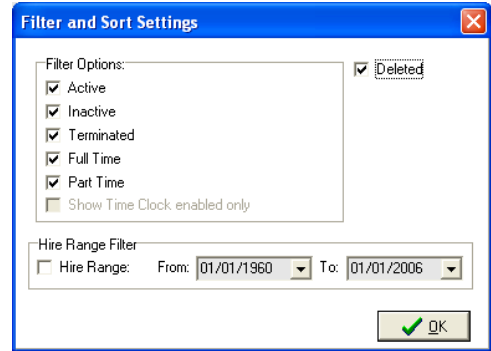 Filter and Sort Settings
Filter Options:
Deleted
Active
Inactive
Terminated
Full Time
Part Time
Show Time Clock enabled only
Hire Range Filter
Hire Range: From: 01/01/1960 To: 01/01/2006
OK